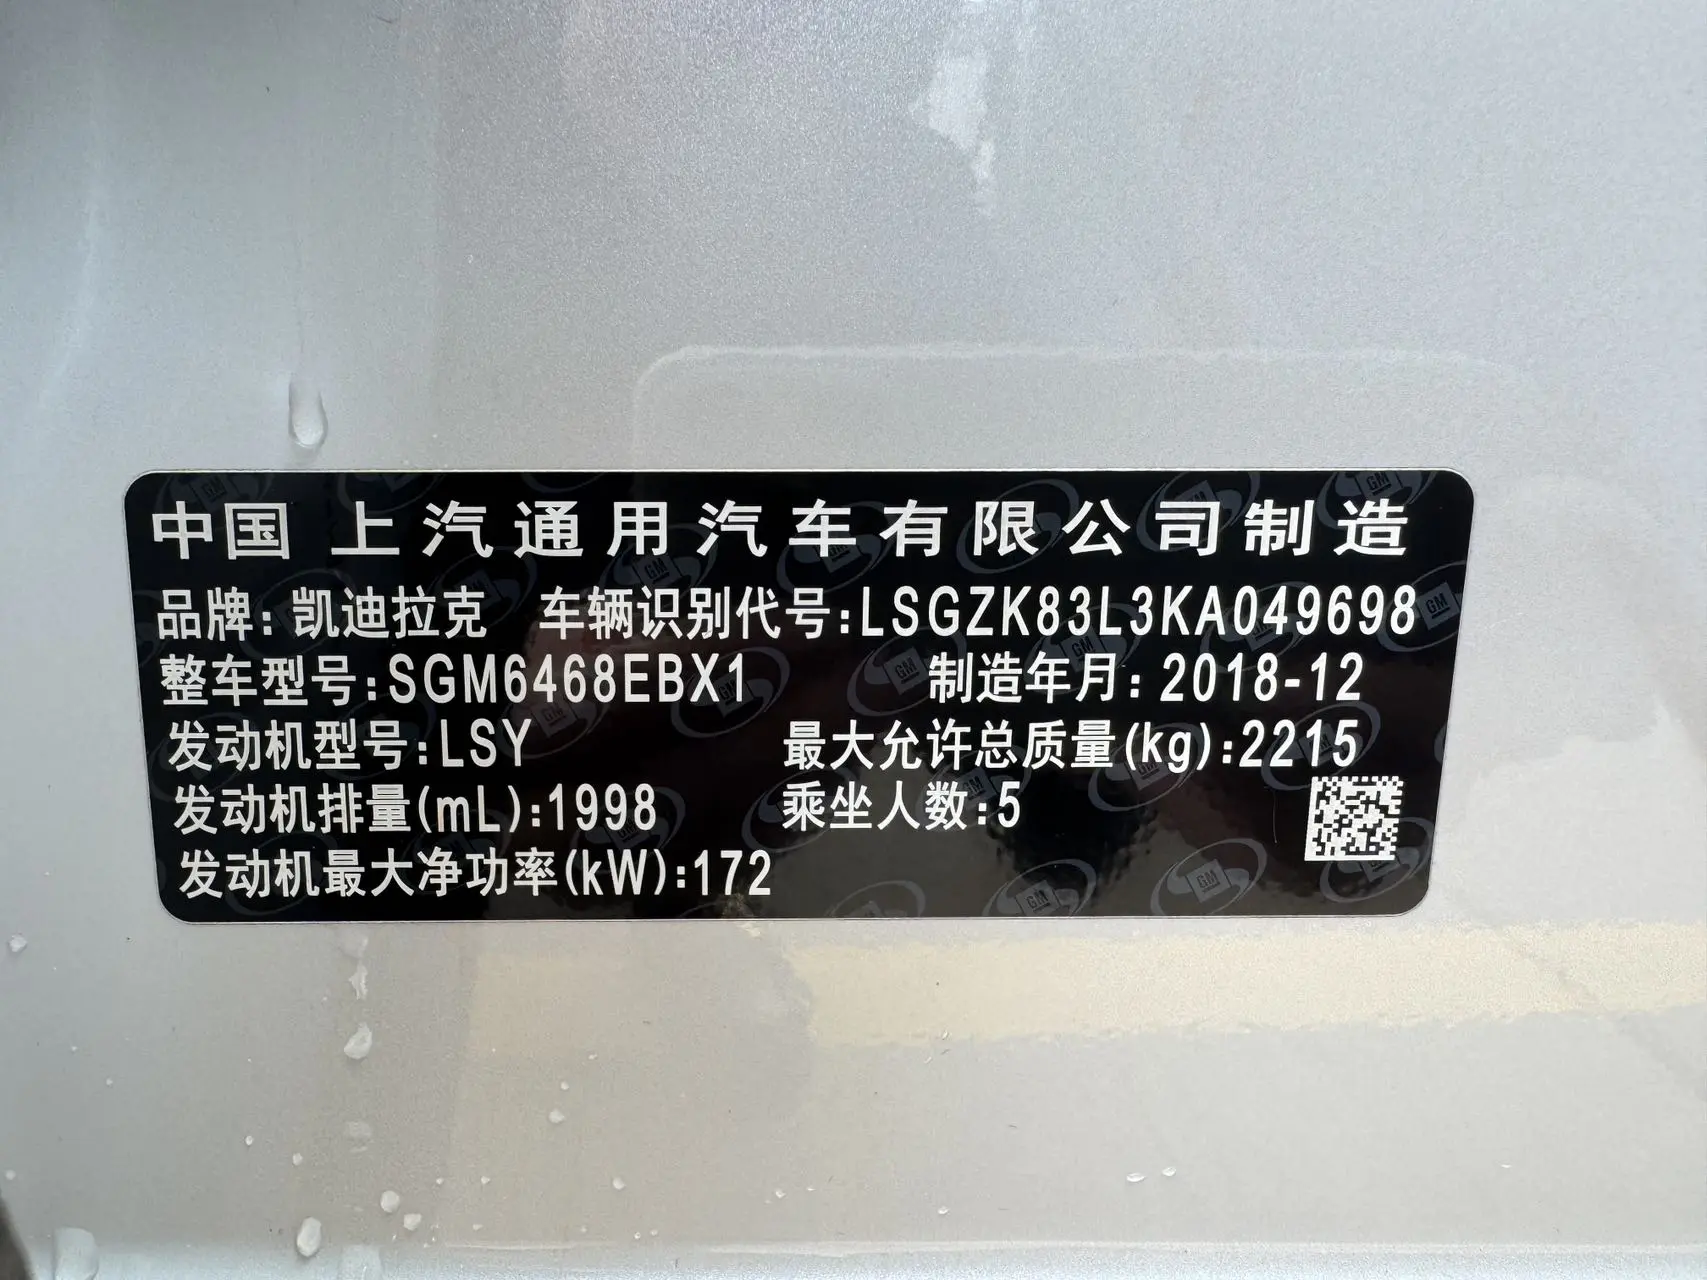 中国 上汽通用汽车有限公司制造
品牌:凯迪拉克 车辆识别代号:LSGZK83L3KA049698
整车型号:SGM6468EBX1 制造年月:2018-12
发动机型号:LSY 最大允许总质量(kg):2215
发动机排量(mL):1998 乘坐人数:5
发动机最大净功率(kW):172